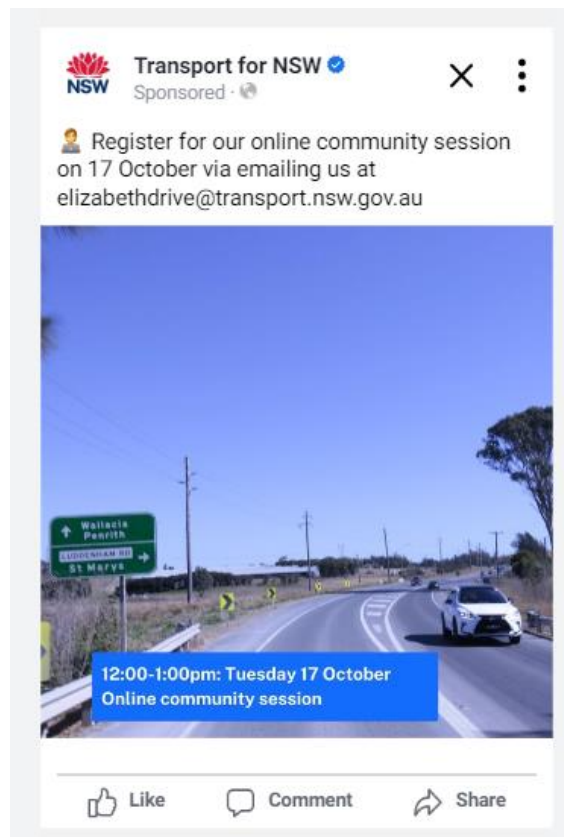 NSW
Transport for NSW
Sponsored ·
Register for our online community session
on 17 October via emailing us at
elizabethdrive@transport.nsw.gov.au
Wallacia
Penrith
LUDDENHAM RD
St Marys
12:00-1:00pm: Tuesday 17 October
Online community session
Like
Comment
Share